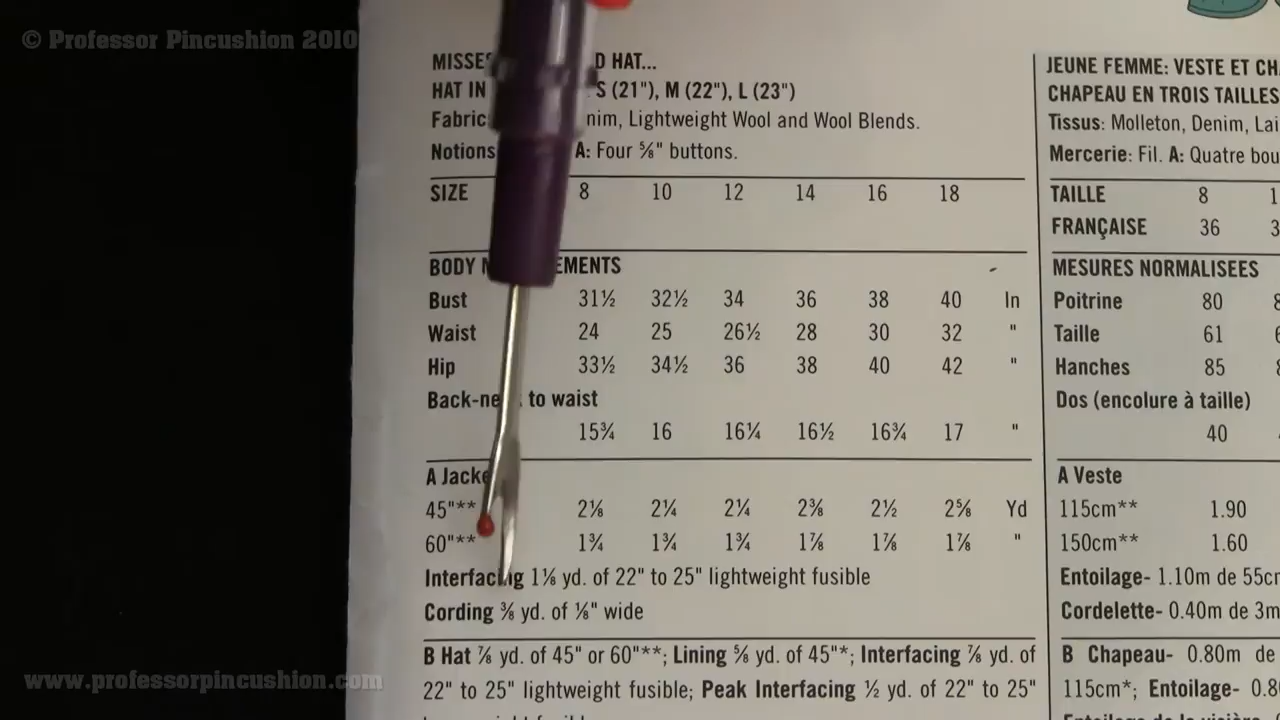 © Professor Pincushion 2010
MISSES D HAT...
HAT IN S (21"), M (22"), L (23")
Fabric nim, Lightweight Wool and Wool Blends.
Notions A: Four ⅝" buttons.
SIZE 8 10 12 14 16 18
BODY M EMENTS
Bust 31½ 32½ 34 36 38 40 In
Waist 24 25 26½ 28 30 32 "
Hip 33½ 34½ 36 38 40 42 "
Back-ne to waist
15¾ 16 16¼ 16½ 16¾ 17 "
A Jacke
45"** 2⅛ 2¼ 2¼ 2⅜ 2½ 2⅝ Yd
60"** 1¾ 1¾ 1¾ 1⅞ 1⅞ 1⅞ "
Interfacing 1⅛ yd. of 22" to 25" lightweight fusible
Cording ⅜ yd. of ⅛" wide
B Hat ⅞ yd. of 45" or 60"**; Lining ⅝ yd. of 45"*; Interfacing ⅞ yd. of
22" to 25" lightweight fusible; Peak Interfacing ½ yd. of 22" to 25"
JEUNE FEMME: VESTE ET CH
CHAPEAU EN TROIS TAILLES
Tissus: Molleton, Denim, Lai
Mercerie: Fil. A: Quatre bou
TAILLE 8 1
FRANÇAISE 36 3
MESURES NORMALISEES
Poitrine 80 8
Taille 61 6
Hanches 85 8
Dos (encolure à taille)
40
A Veste
115cm** 1.90
150cm** 1.60
Entoilage- 1.10m de 55cm
Cordelette- 0.40m de 3m
B Chapeau- 0.80m de
115cm*; Entoilage- 0.80
www.professorpincushion.com